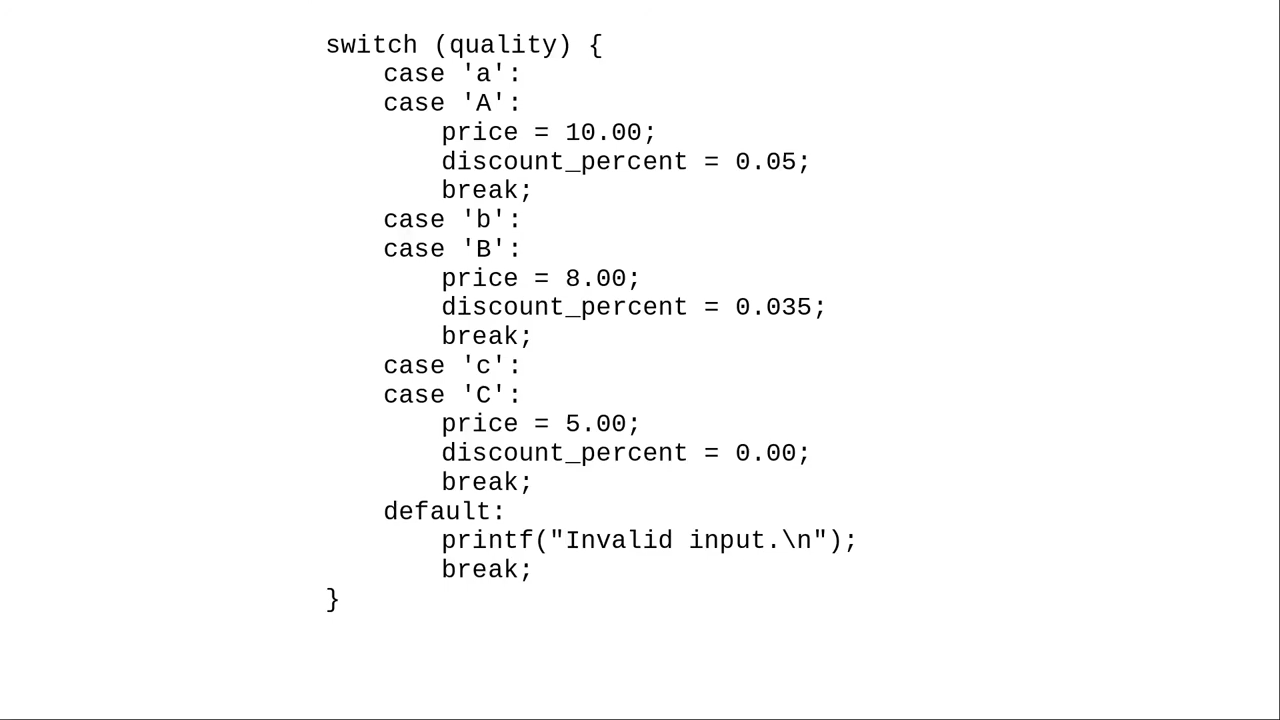 switch (quality) {
    case 'a':
    case 'A':
        price = 10.00;
        discount_percent = 0.05;
        break;
    case 'b':
    case 'B':
        price = 8.00;
        discount_percent = 0.035;
        break;
    case 'c':
    case 'C':
        price = 5.00;
        discount_percent = 0.00;
        break;
    default:
        printf("Invalid input.\n");
        break;
}